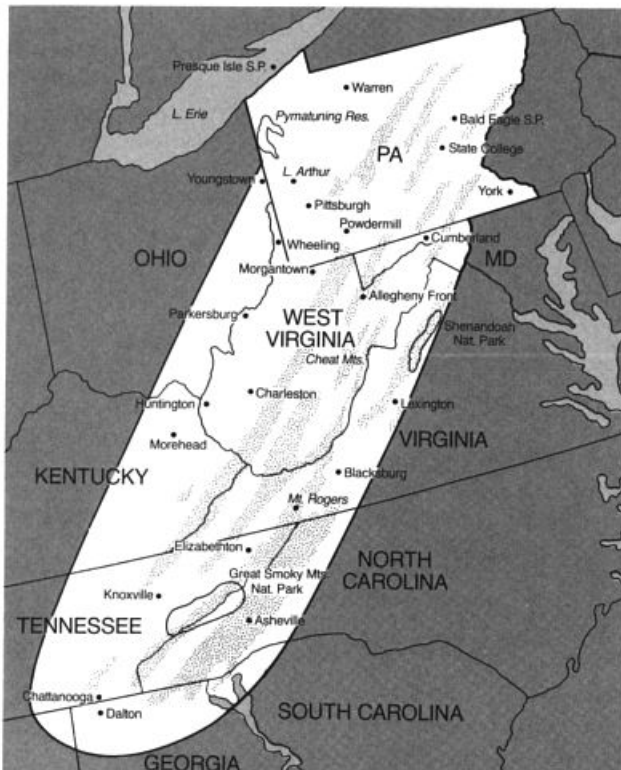 Presque Isle S.P.
Warren
L. Erie
Pymatuning Res.
Bald Eagle S.P.
PA
State College
Youngstown
L. Arthur
York
Pittsburgh
Powdermill
Wheeling
Cumberland
OHIO
MD
Morgantown
Allegheny Front
Parkersburg
WEST
VIRGINIA
Shenandoah
Nat. Park
Cheat Mts.
Charleston
Huntington
Lexington
Morehead
VIRGINIA
KENTUCKY
Blacksburg
Mt. Rogers
Elizabethton
NORTH
CAROLINA
Great Smoky Mts.
Nat. Park
Knoxville
TENNESSEE
Asheville
Chattanooga
Dalton
SOUTH CAROLINA
GEORGIA